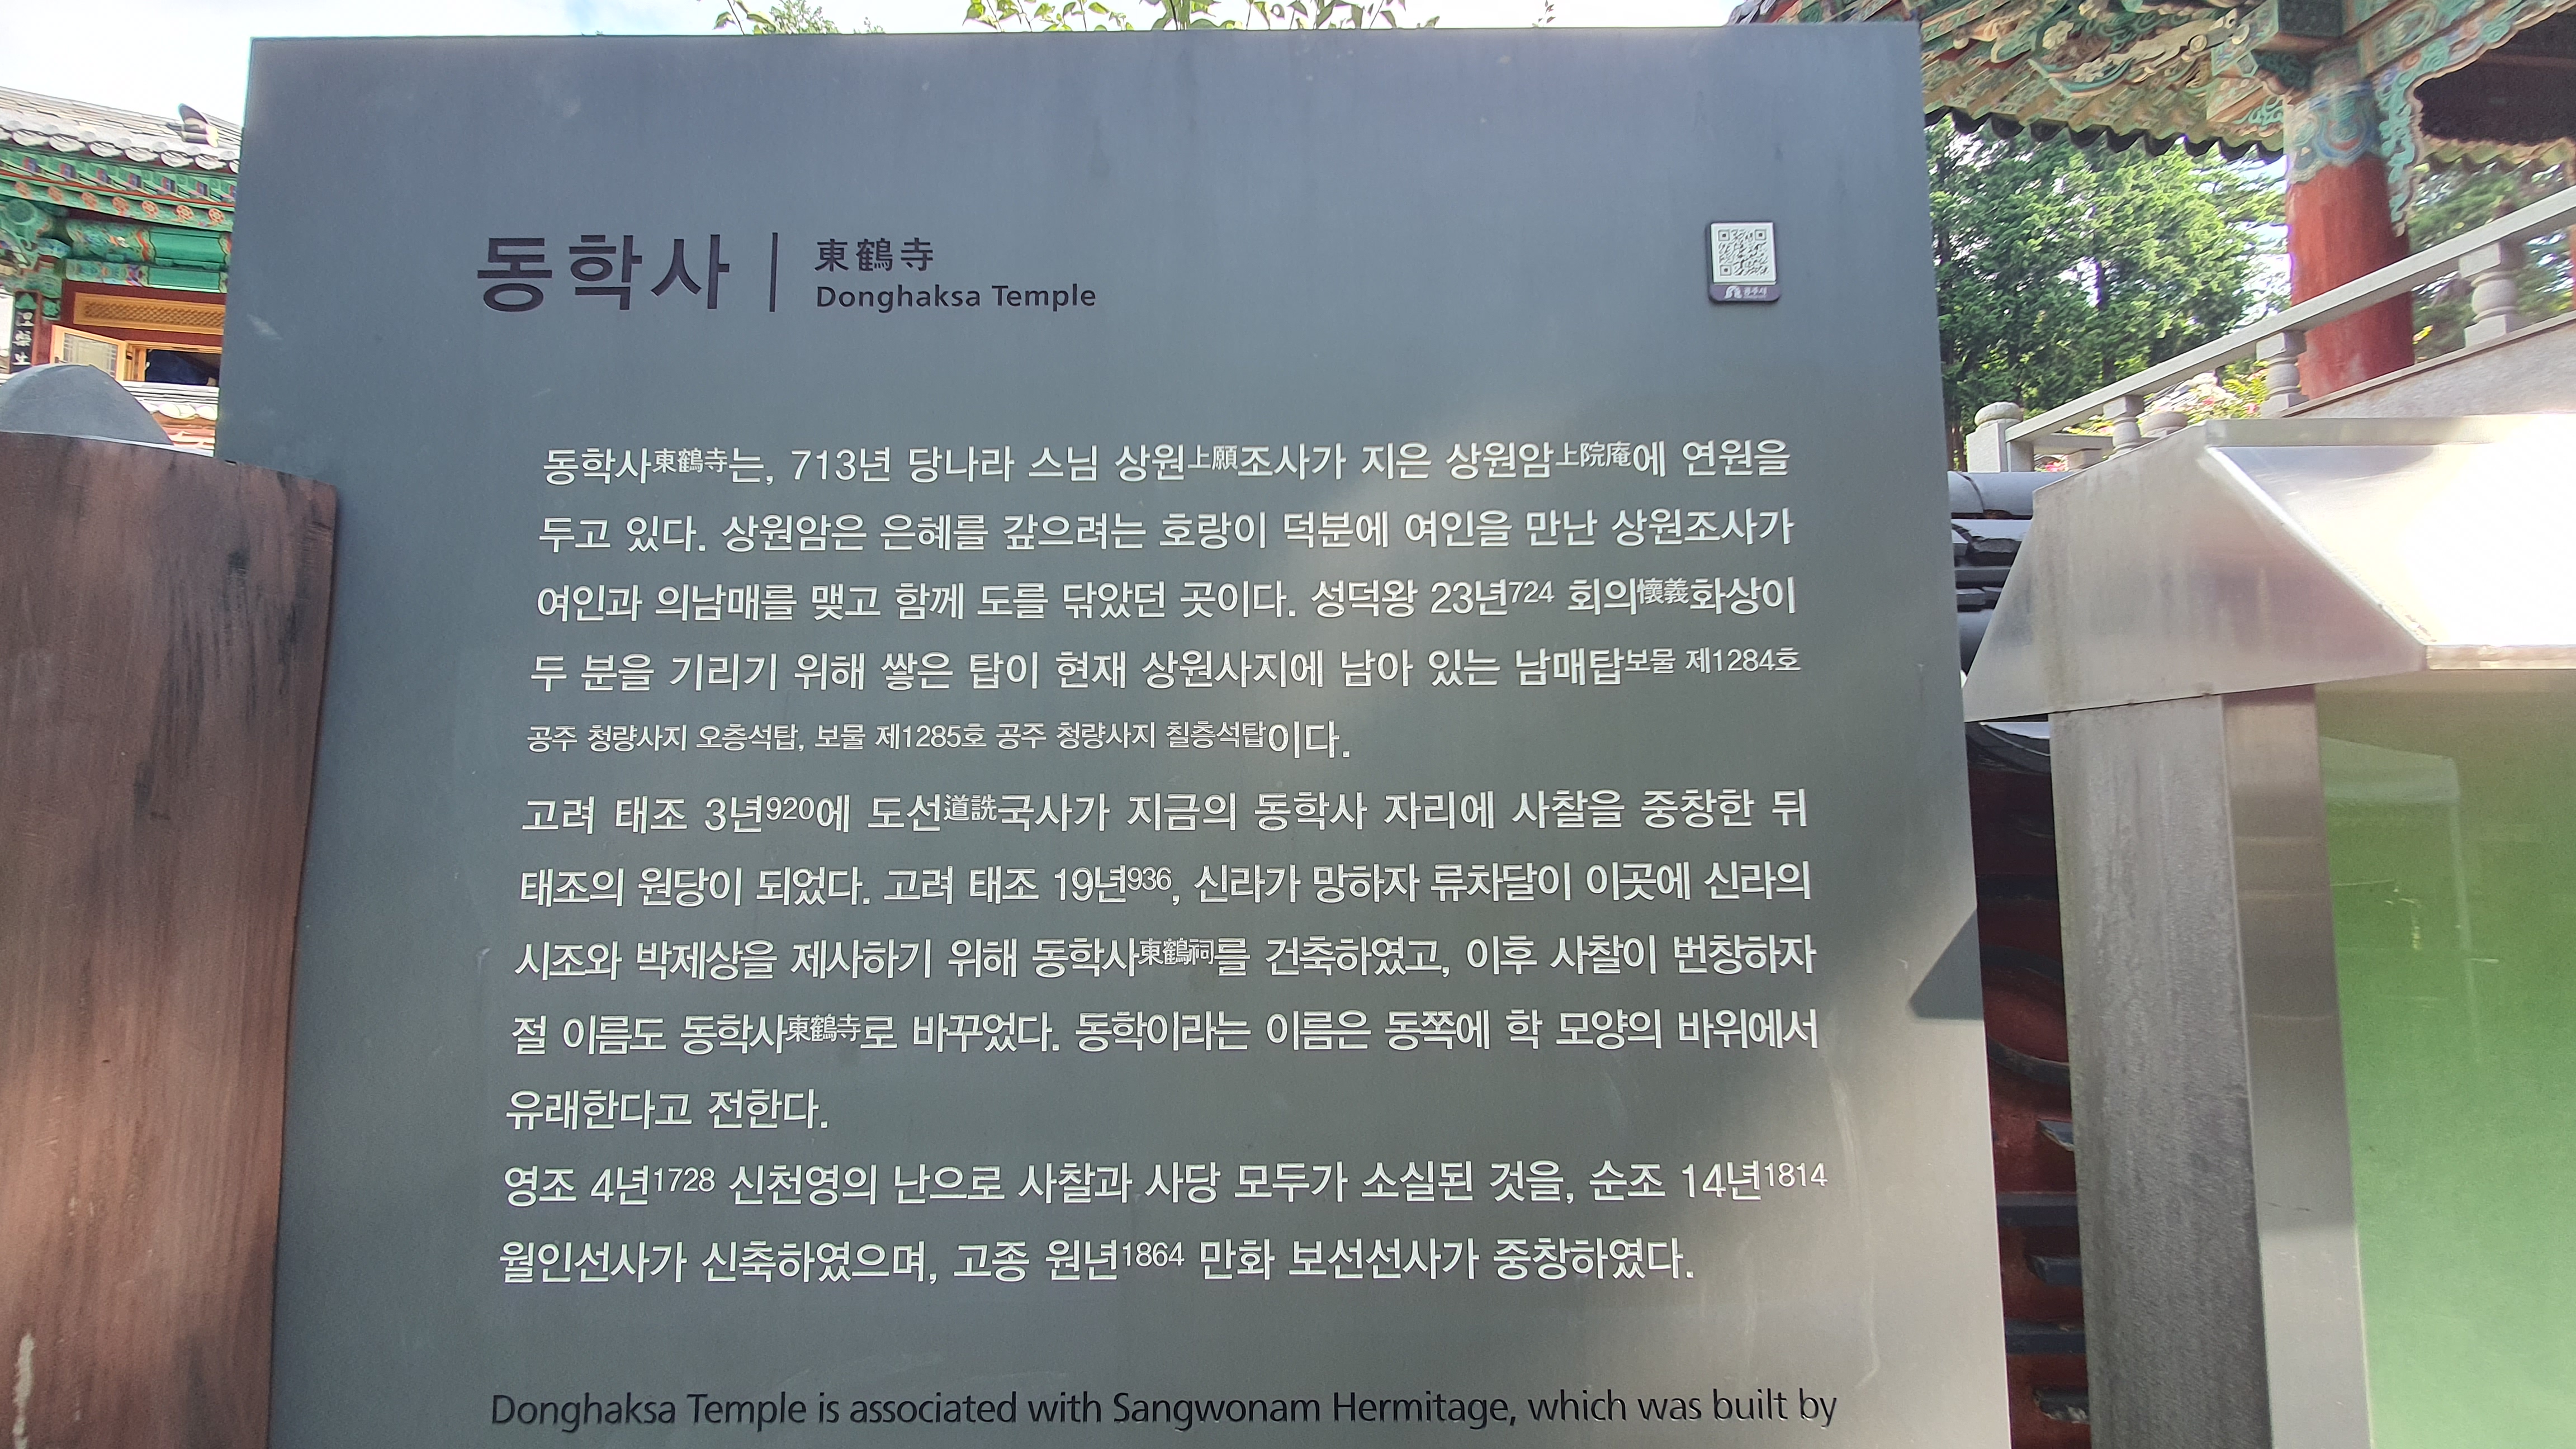 동학사
東鶴寺
Donghaksa Temple
공주시
동학사東鶴寺는, 713년 당나라 스님 상원上願조사가 지은 상원암上院庵에 연원을
두고 있다. 상원암은 은혜를 갚으려는 호랑이 덕분에 여인을 만난 상원조사가
여인과 의남매를 맺고 함께 도를 닦았던 곳이다. 성덕왕 23년724 회의懷義화상이
두 분을 기리기 위해 쌓은 탑이 현재 상원사지에 남아 있는 남매탑보물 제1284호
공주 청량사지 오층석탑, 보물 제1285호 공주 청량사지 칠층석탑이다.
고려 태조 3년920에 도선道詵국사가 지금의 동학사 자리에 사찰을 중창한 뒤
태조의 원당이 되었다. 고려 태조 19년936, 신라가 망하자 류차달이 이곳에 신라의
시조와 박제상을 제사하기 위해 동학사東鶴祠를 건축하였고, 이후 사찰이 번창하자
절 이름도 동학사東鶴寺로 바꾸었다. 동학이라는 이름은 동쪽에 학 모양의 바위에서
유래한다고 전한다.
영조 4년1728 신천영의 난으로 사찰과 사당 모두가 소실된 것을, 순조 14년1814
월인선사가 신축하였으며, 고종 원년1864 만화 보선선사가 중창하였다.
Donghaksa Temple is associated with Sangwonam Hermitage, which was built by